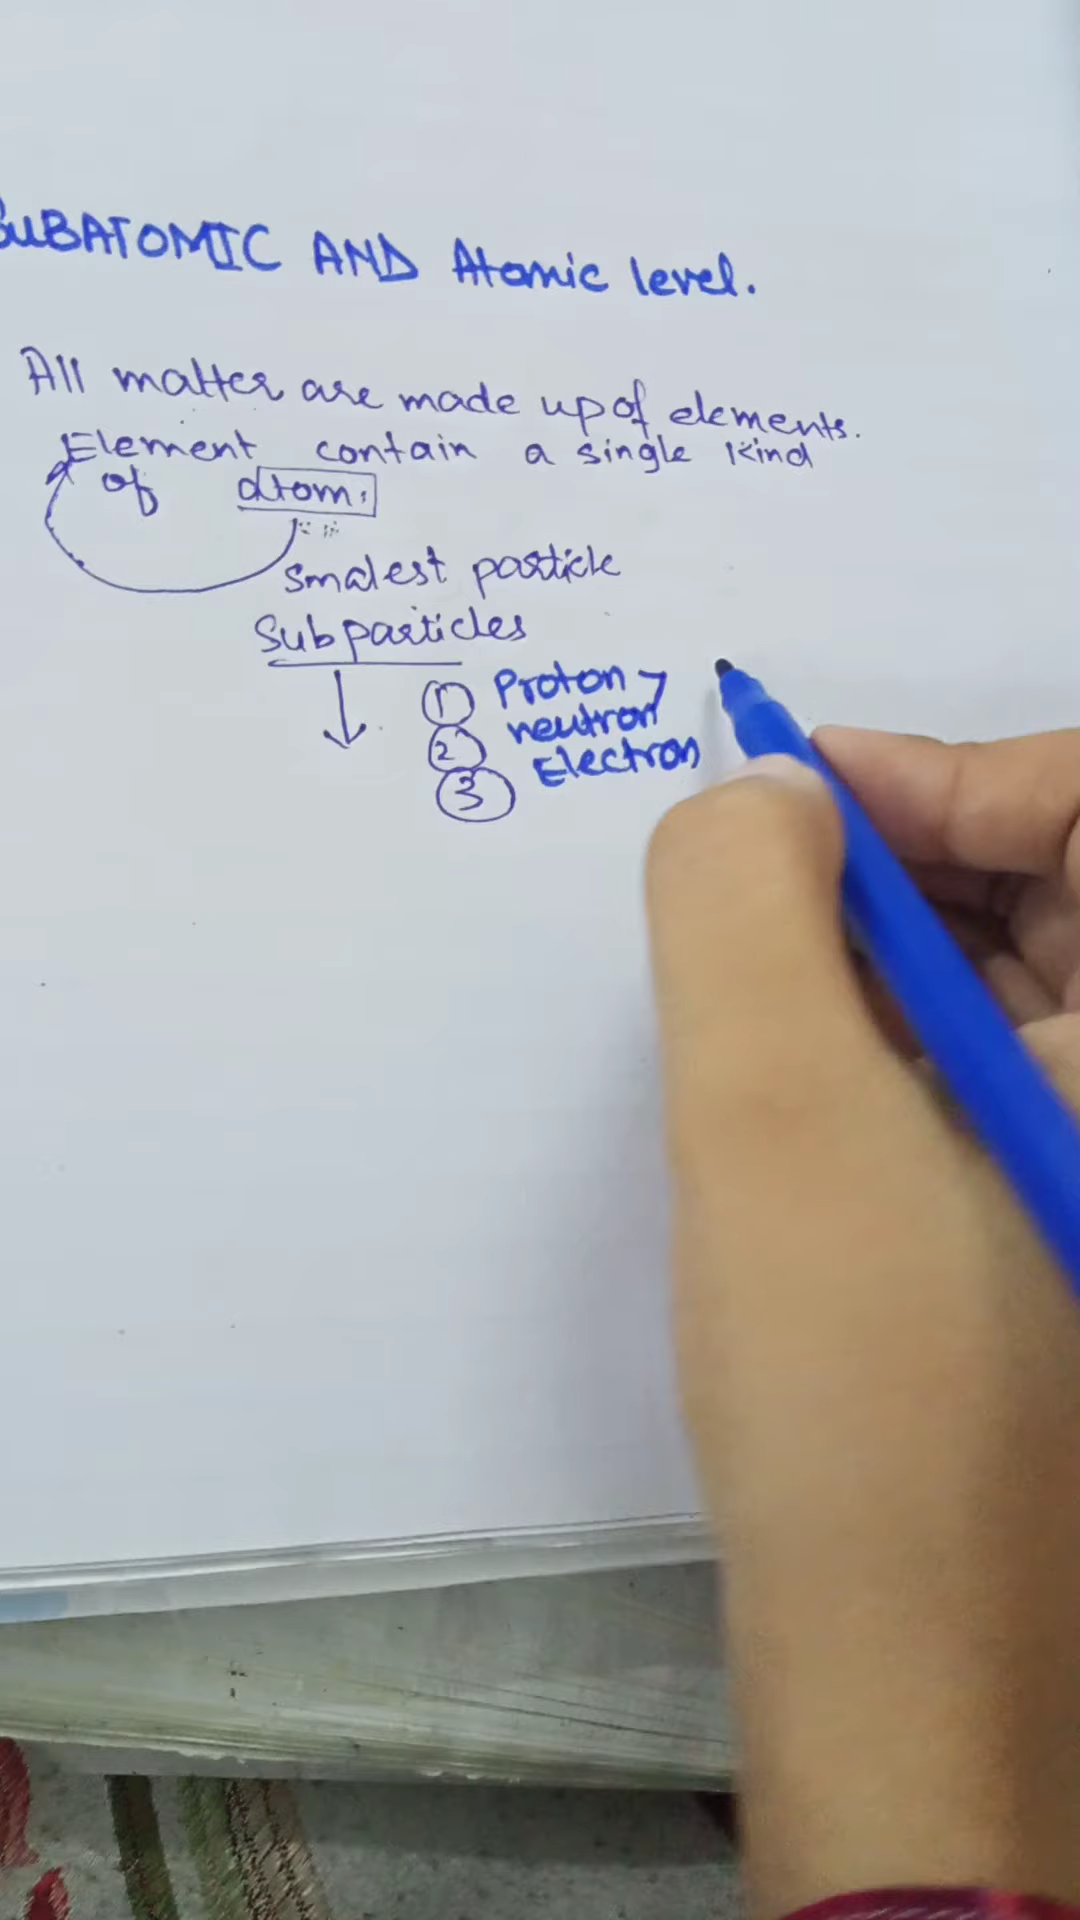 SUBATOMIC AND Atomic level.
All matter are made up of elements.
Element contain a single kind
of atom.
Smalest particle
Subparticles
1 Proton
2 neutron
3 Electron